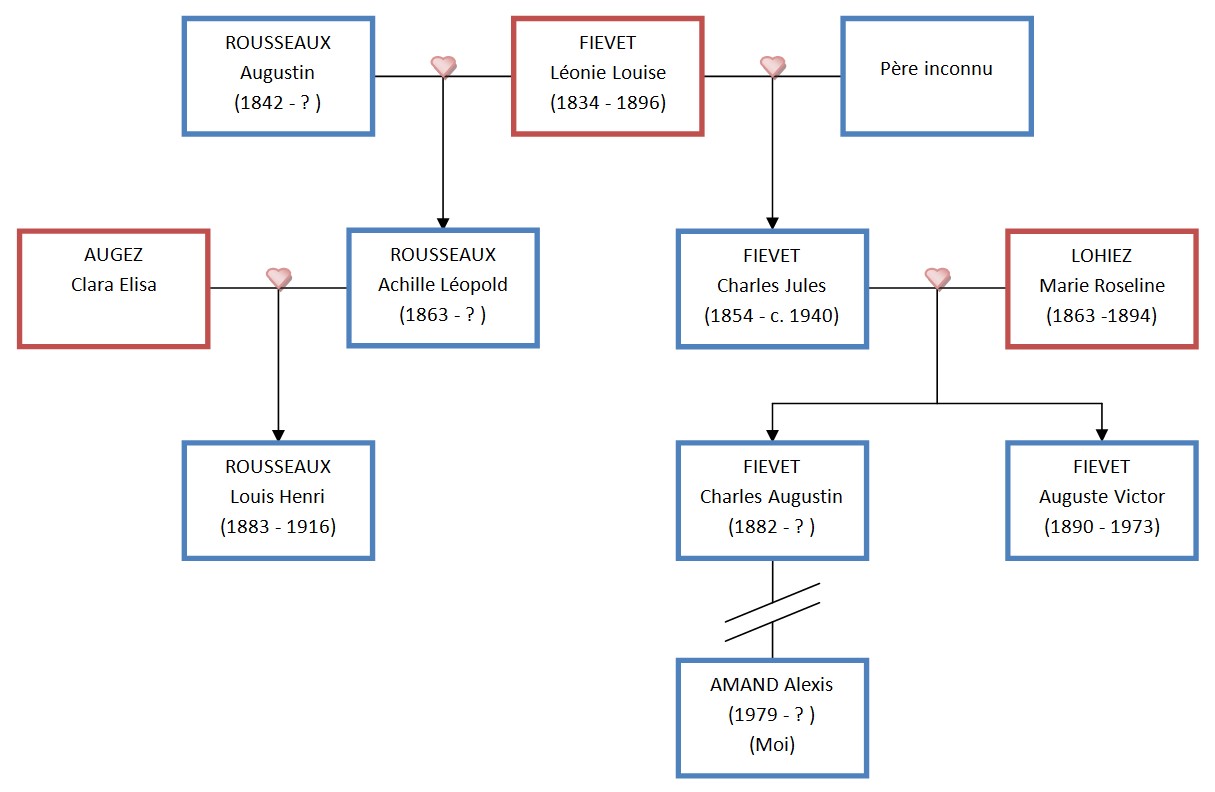 ROUSSEAUX
Augustin
(1842 - ? )
FIEVET
Léonie Louise
(1834 - 1896)
Père inconnu
AUGEZ
Clara Elisa
ROUSSEAUX
Achille Léopold
(1863 - ? )
FIEVET
Charles Jules
(1854 - c. 1940)
LOHIEZ
Marie Roseline
(1863 -1894)
ROUSSEAUX
Louis Henri
(1883 - 1916)
FIEVET
Charles Augustin
(1882 - ? )
FIEVET
Auguste Victor
(1890 - 1973)
AMAND Alexis
(1979 - ? )
(Moi)